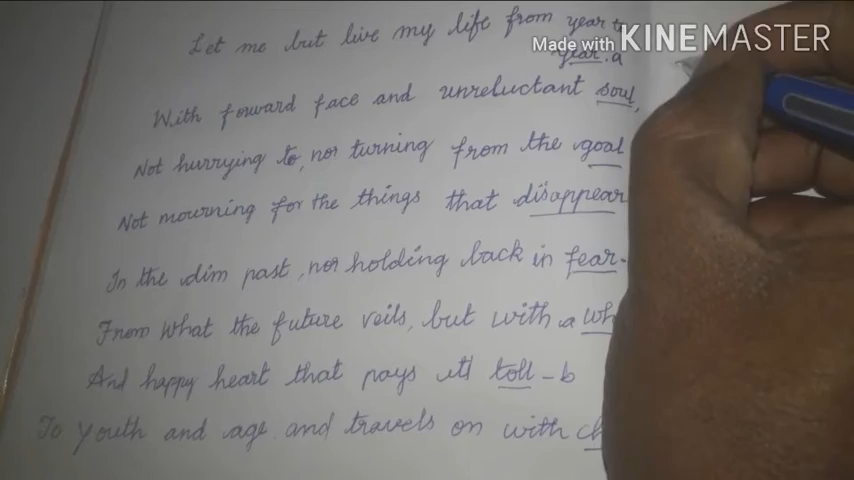 Let me but live my life from year t
Made with KINEMASTER
year. a
With forward face and unreluctant soul,
Not hurrying to, nor turning from the goal
Not mourning for the things that disappear
In the dim past, nor holding back in fear.
From what the future veils, but with a wh
And happy heart that pays its toll - b
To youth and age and travels on with ch